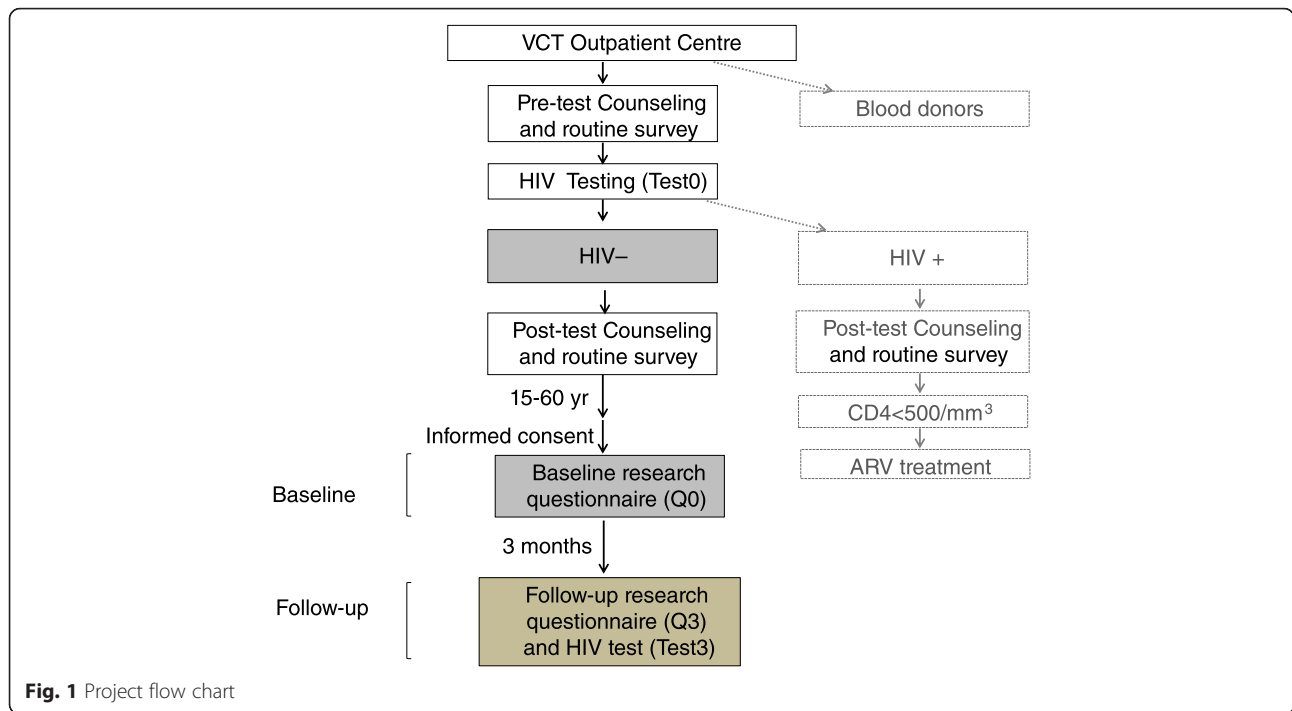 VCT Outpatient Centre
Pre-test Counseling
and routine survey
Blood donors
HIV Testing (Test0)
HIV–
HIV +
Post-test Counseling
and routine survey
Post-test Counseling
and routine survey
15-60 yr
CD4<500/mm³
Informed consent
ARV treatment
Baseline
Baseline research
questionnaire (Q0)
3 months
Follow-up
Follow-up research
questionnaire (Q3)
and HIV test (Test3)
Fig. 1 Project flow chart